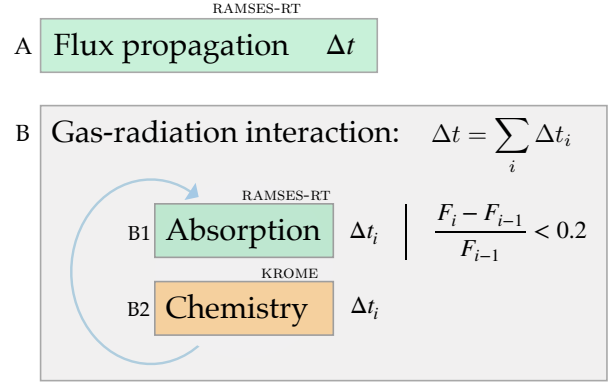 RAMSES-RT
A Flux propagation Δt
B Gas-radiation interaction: Δt = ∑_i Δt_i
RAMSES-RT
B1 Absorption Δt_i | (F_i − F_{i−1}) / F_{i−1} < 0.2
KROME
B2 Chemistry Δt_i